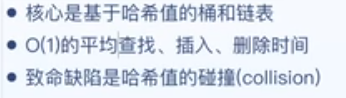 ● 核心是基于哈希值的桶和链表
● O(1)的平均查找、插入、删除时间
● 致命缺陷是哈希值的碰撞(collision)